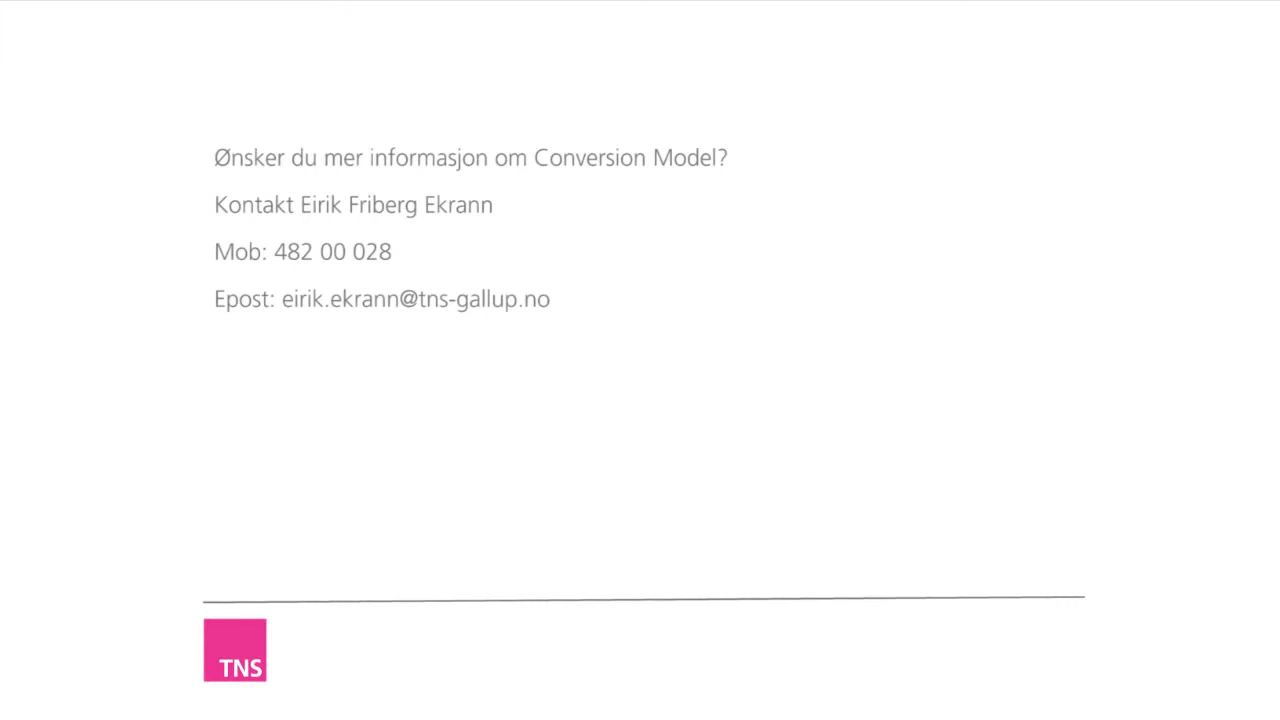 Ønsker du mer informasjon om Conversion Model?
Kontakt Eirik Friberg Ekrann
Mob: 482 00 028
Epost: eirik.ekrann@tns-gallup.no
TNS